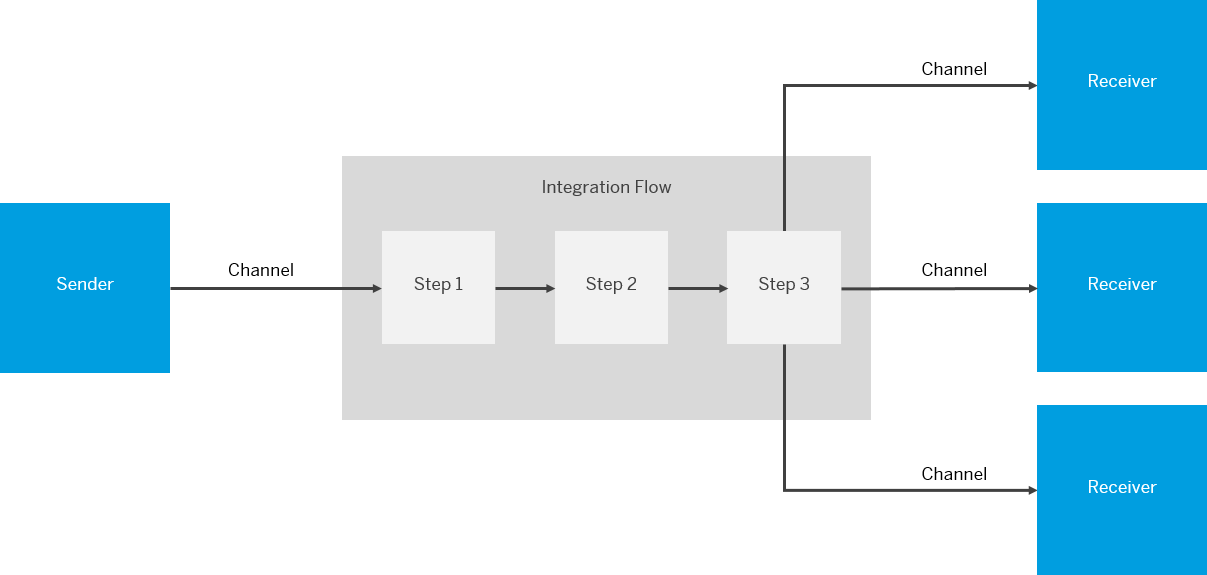 Channel
Receiver
Integration Flow
Sender
Channel
Step 1
Step 2
Step 3
Channel
Receiver
Channel
Receiver